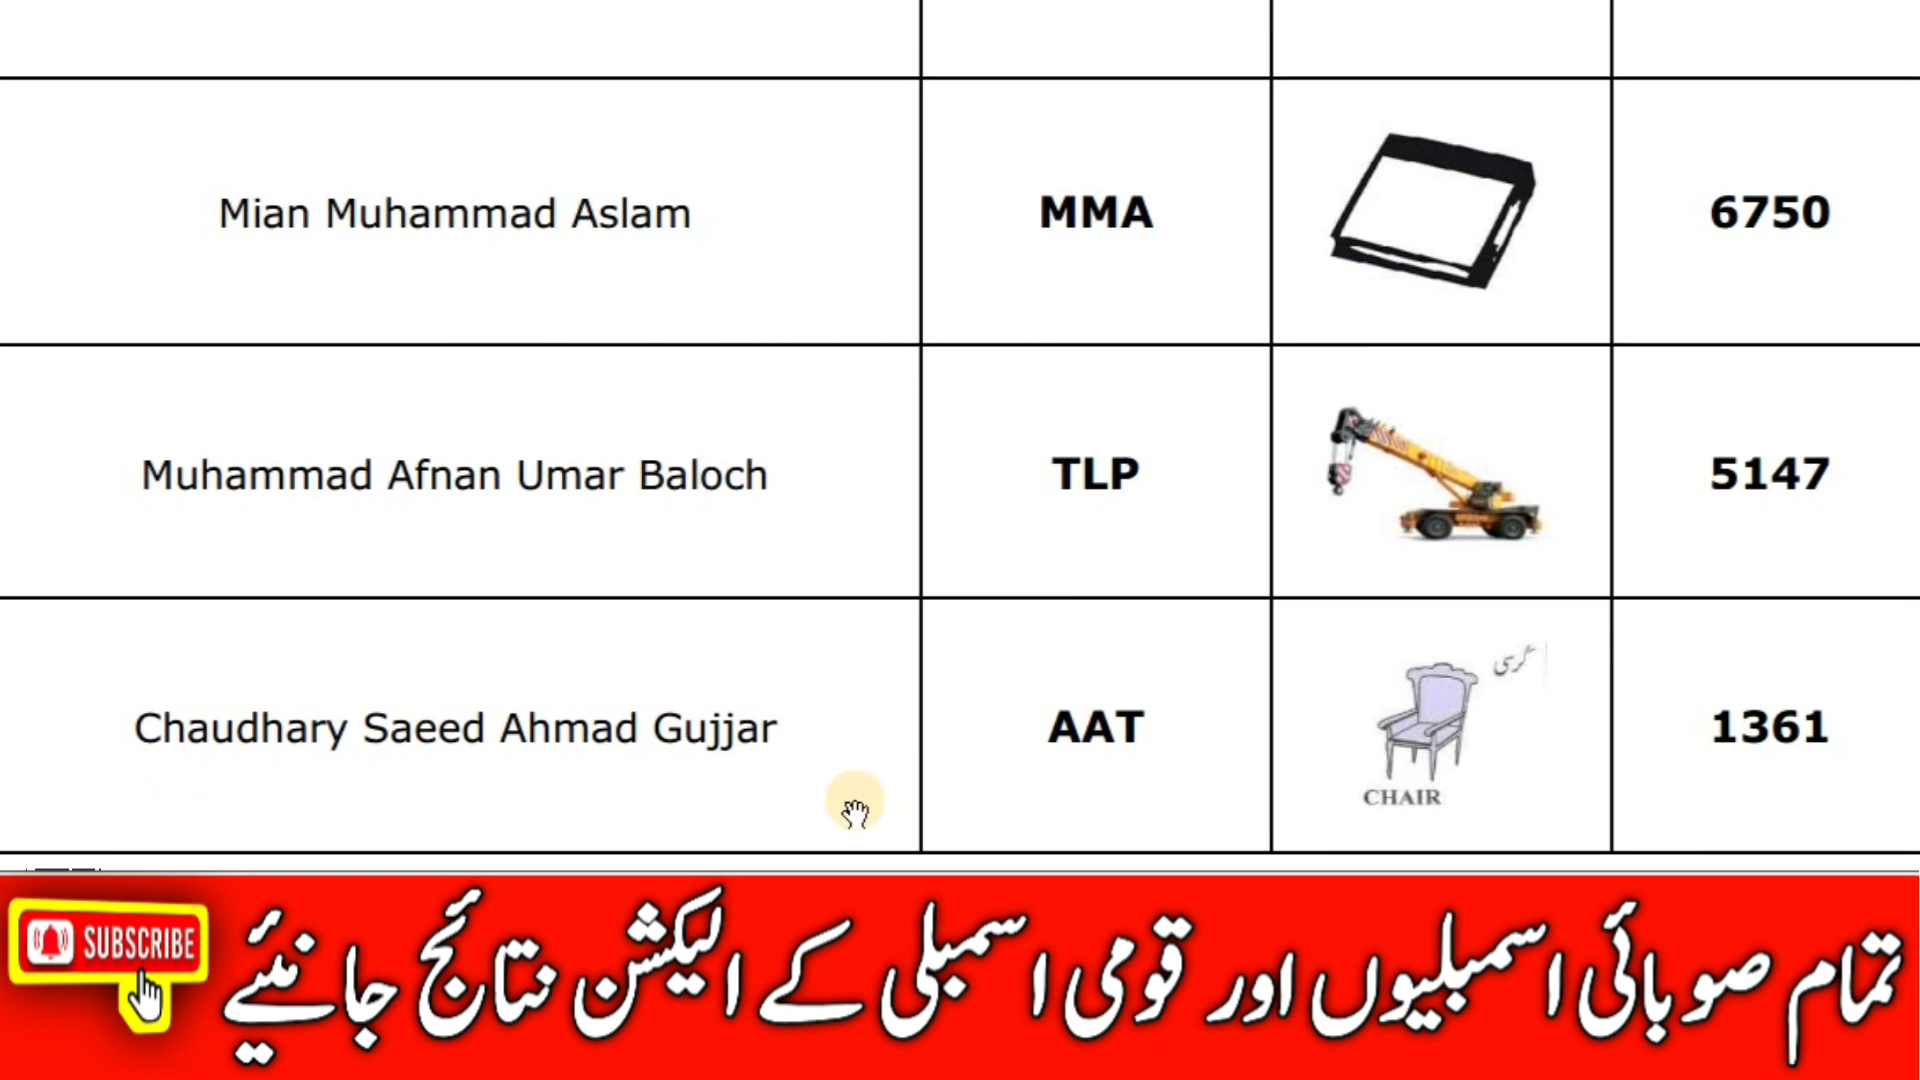 Mian Muhammad Aslam MMA 6750
Muhammad Afnan Umar Baloch TLP 5147
کرسی
Chaudhary Saeed Ahmad Gujjar AAT 1361
CHAIR
SUBSCRIBE تمام صوبائی اسمبلیوں اور قومی اسمبلی کے الیکشن نتائج جانئیے